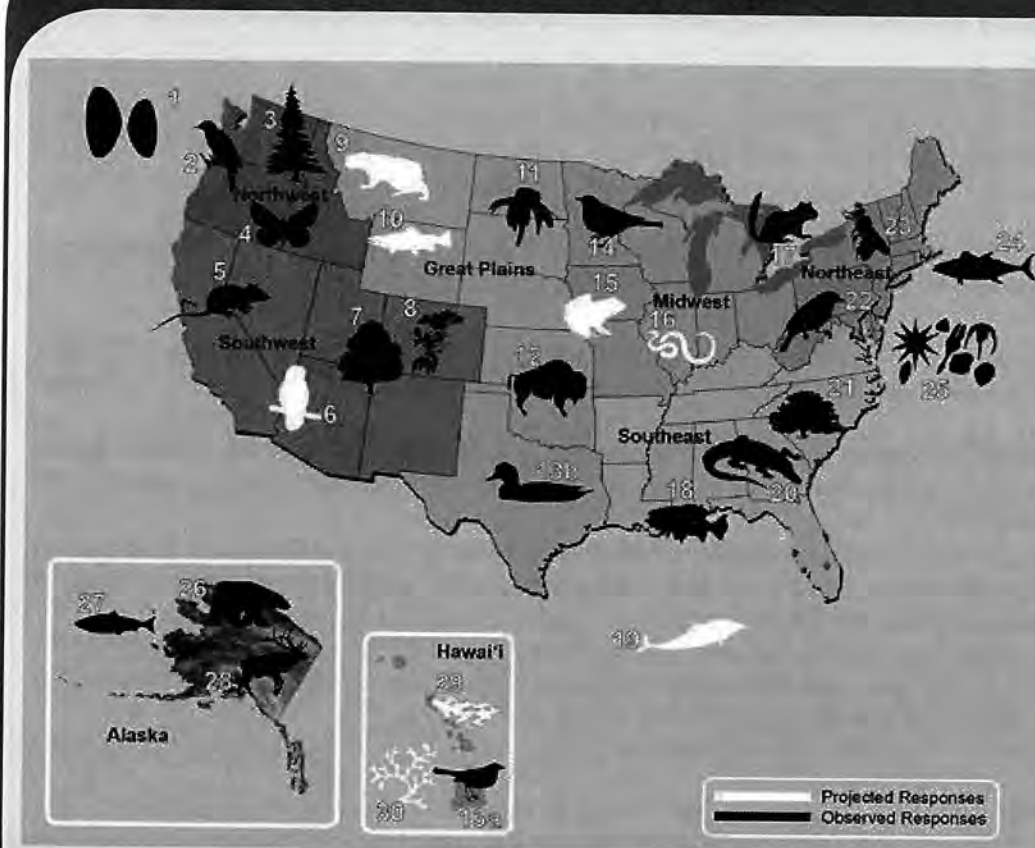 1
2
3
Northwest
4
5
Southwest
6
7
8
9
10
Great Plains
11
12
13b
14
15
Midwest
16
17
Northeast
Southeast
18
19
20
21
22
23
24
25
26
27
28
Alaska
Hawai'i
29
30
13a
Projected Responses
Observed Responses